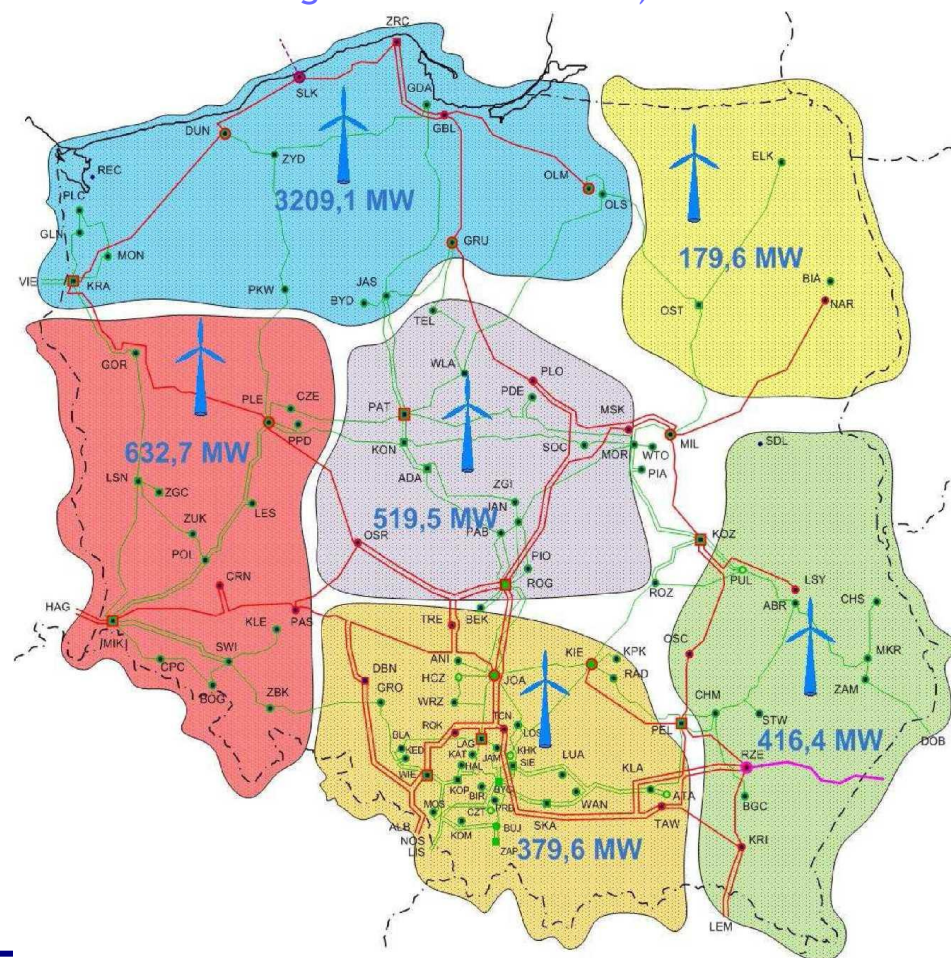 ZRC
SLK
GDA
GBL
DUN
ZYD
ELK
REC
OLM
OLS
PLC
3209,1 MW
GLN
MON
GRU
179,6 MW
VIE
KRA
PKW
JAS
BYD
BIA
NAR
OST
TEL
GOR
WLA
PLO
PLE
CZE
PDE
PAT
MSK
PPD
632,7 MW
KON
SOC
MOR
WTO
MIL
SDL
PIA
ADA
LSN
ZGC
ZGI
LES
519,5 MW
JAN
ZUK
PAB
OSR
KOZ
POL
PIO
ROG
PUL
LSY
CRN
ROZ
ABR
CHS
HAG
PAS
BEK
MIK
KLE
TRE
OSC
SWI
KIE
KPK
MKR
CPC
ANI
RAD
DBN
HCZ
JOA
ZAM
BOG
CRO
ZBK
WRZ
CHM
STW
TCN
PEL
DOB
ROK
LOS
416,4 MW
BLA
LAG
KHK
RZE
KED
KAT
JAM
SIE
LUA
HAL
KLA
WIE
KOP
BIR
BYC
WAN
ATA
BGC
MOS
CZT
PRB
SKA
TAW
ALB
KOM
BUJ
NOS
379,6 MW
KRI
LIS
ZAP
LEM